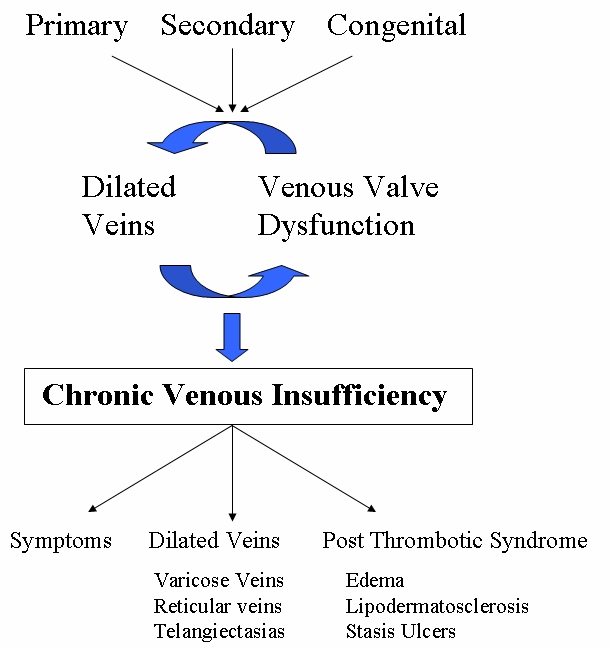 Primary Secondary Congenital
Dilated Veins
Venous Valve Dysfunction
Chronic Venous Insufficiency
Symptoms
Dilated Veins
Varicose Veins
Reticular veins
Telangiectasias
Post Thrombotic Syndrome
Edema
Lipodermatosclerosis
Stasis Ulcers